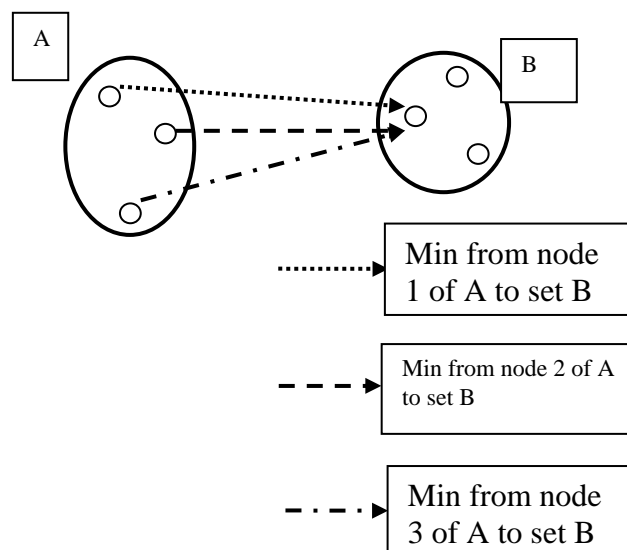 A
B
Min from node
1 of A to set B
Min from node 2 of A
to set B
Min from node
3 of A to set B